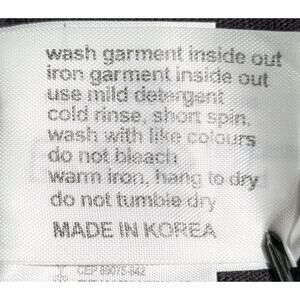 wash garment inside out
iron garment inside out
use mild detergent
cold rinse, short spin,
wash with like colours
do not bleach
warm iron, hang to dry
do not tumble dry
MADE IN KOREA